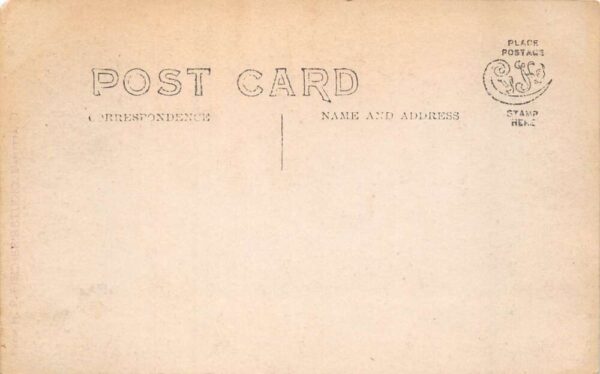 PLACE
POSTAGE
POST CARD
CORRESPONDENCE
NAME AND ADDRESS
STAMP
HERE